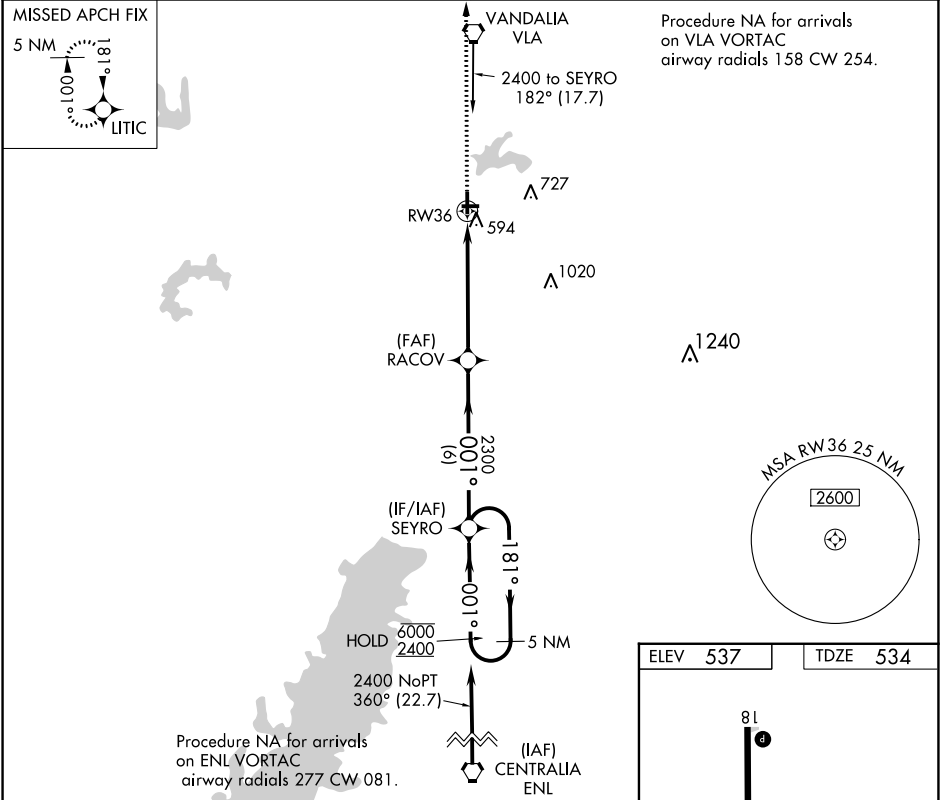 MISSED APCH FIX
5 NM
181°
001°
LITIC
VANDALIA
VLA
2400 to SEYRO
182° (17.7)
Procedure NA for arrivals
on VLA VORTAC
airway radials 158 CW 254.
727
RW36
594
1020
(FAF)
RACOV
1240
2300
001°
(6)
(IF/IAF)
SEYRO
181°
001°
HOLD
6000
2400
5 NM
2400 NoPT
360° (22.7)
Procedure NA for arrivals
on ENL VORTAC
airway radials 277 CW 081.
(IAF)
CENTRALIA
ENL
MSA RW36 25 NM
2600
ELEV 537
TDZE 534
18
P